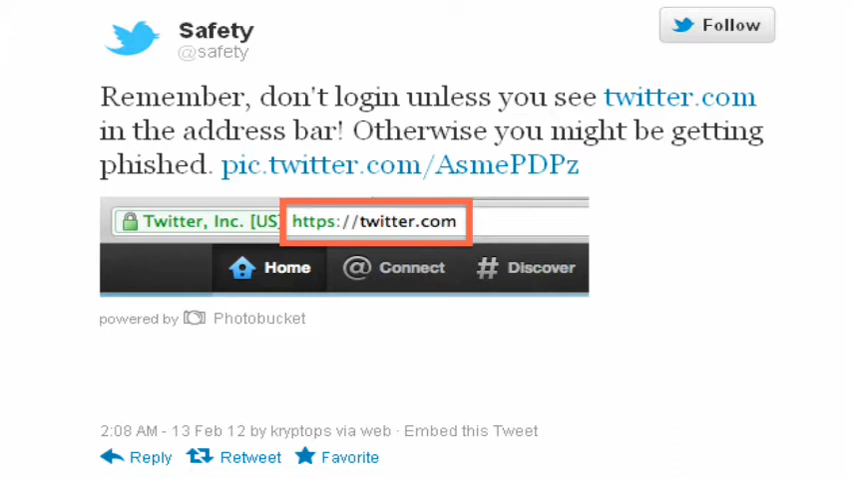 Safety
@safety
Follow
Remember, don't login unless you see twitter.com
in the address bar! Otherwise you might be getting
phished. pic.twitter.com/AsmePDPz
Twitter, Inc. [US] https://twitter.com
Home @ Connect # Discover
powered by Photobucket
2:08 AM - 13 Feb 12 by kryptops via web · Embed this Tweet
Reply Retweet Favorite